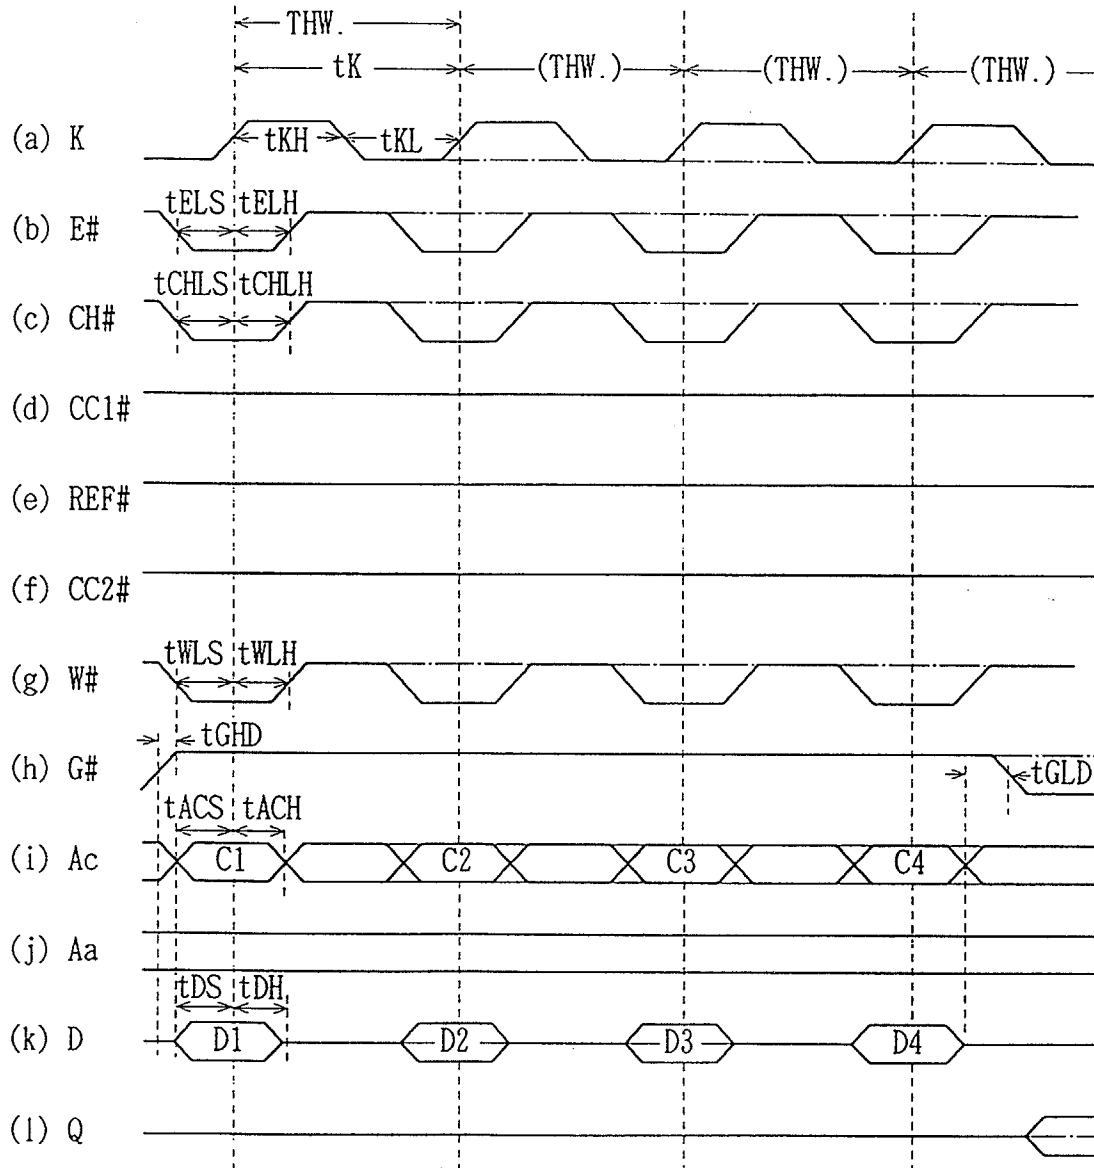 THW.
tK (THW.) (THW.) (THW.)
(a) K tKH tKL
tELS tELH
(b) E#
tCHLS tCHLH
(c) CH#
(d) CC1#
(e) REF#
(f) CC2#
tWLS tWLH
(g) W#
tGHD
(h) G# tGLD
tACS tACH
(i) Ac C1 C2 C3 C4
(j) Aa
tDS tDH
(k) D D1 D2 D3 D4
(l) Q